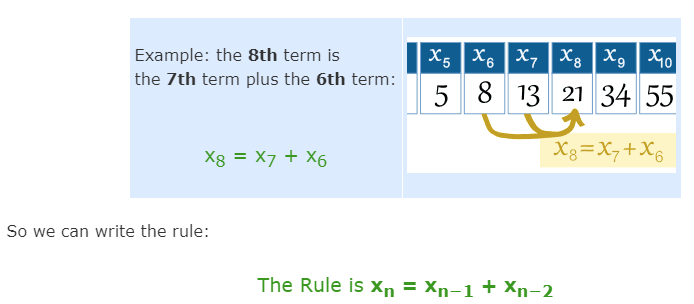 Example: the 8th term is
the 7th term plus the 6th term:
x₈ = x₇ + x₆
x₅ x₆ x₇ x₈ x₉ x₁₀
5 8 13 21 34 55
x₈=x₇+x₆
So we can write the rule:
The Rule is xₙ = xₙ₋₁ + xₙ₋₂